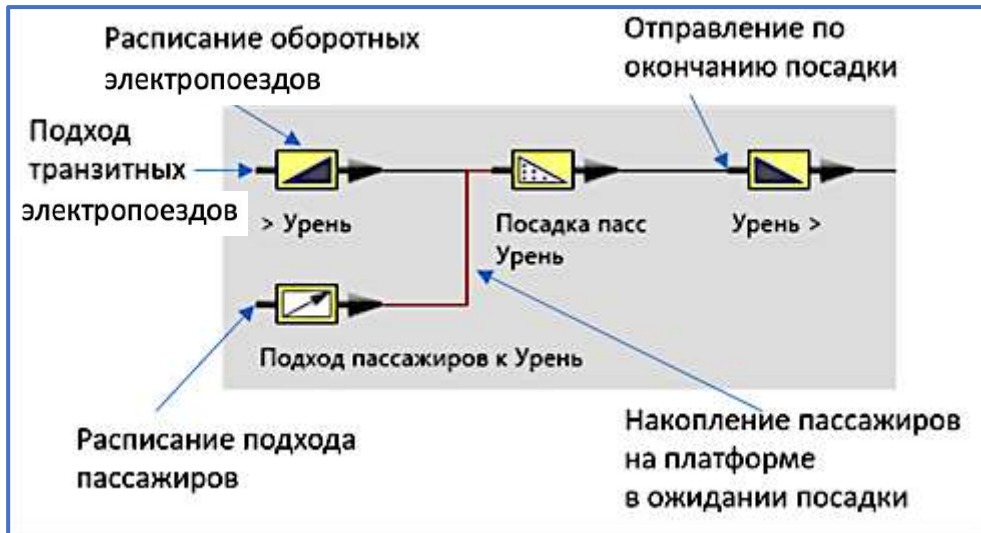 Расписание оборотных
электропоездов
Отправление по
окончанию посадки
Подход
транзитных
электропоездов
> Урень
Посадка пасс
Урень
Урень >
Подход пассажиров к Урень
Расписание подхода
пассажиров
Накопление пассажиров
на платформе
в ожидании посадки